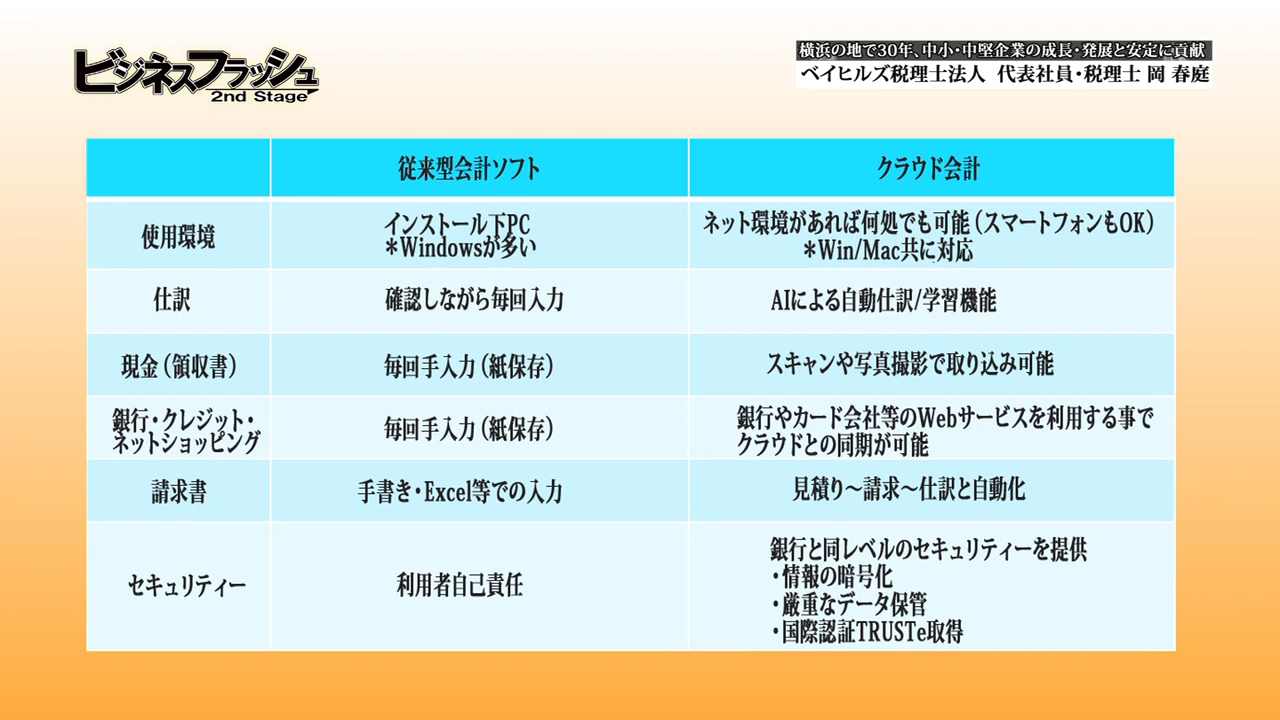 ビジネスフラッシュ
2nd Stage
横浜の地で30年、中小・中堅企業の成長・発展と安定に貢献
ベイヒルズ税理士法人 代表社員・税理士 岡 春庭
従来型会計ソフト
クラウド会計
使用環境
インストール下PC
*Windowsが多い
ネット環境があれば何処でも可能(スマートフォンもOK)
*Win/Mac共に対応
仕訳
確認しながら毎回入力
AIによる自動仕訳/学習機能
現金(領収書)
毎回手入力(紙保存)
スキャンや写真撮影で取り込み可能
銀行・クレジット・
ネットショッピング
毎回手入力(紙保存)
銀行やカード会社等のWebサービスを利用する事で
クラウドとの同期が可能
請求書
手書き・Excel等での入力
見積り～請求～仕訳と自動化
セキュリティー
利用者自己責任
銀行と同レベルのセキュリティーを提供
・情報の暗号化
・厳重なデータ保管
・国際認証TRUSTe取得